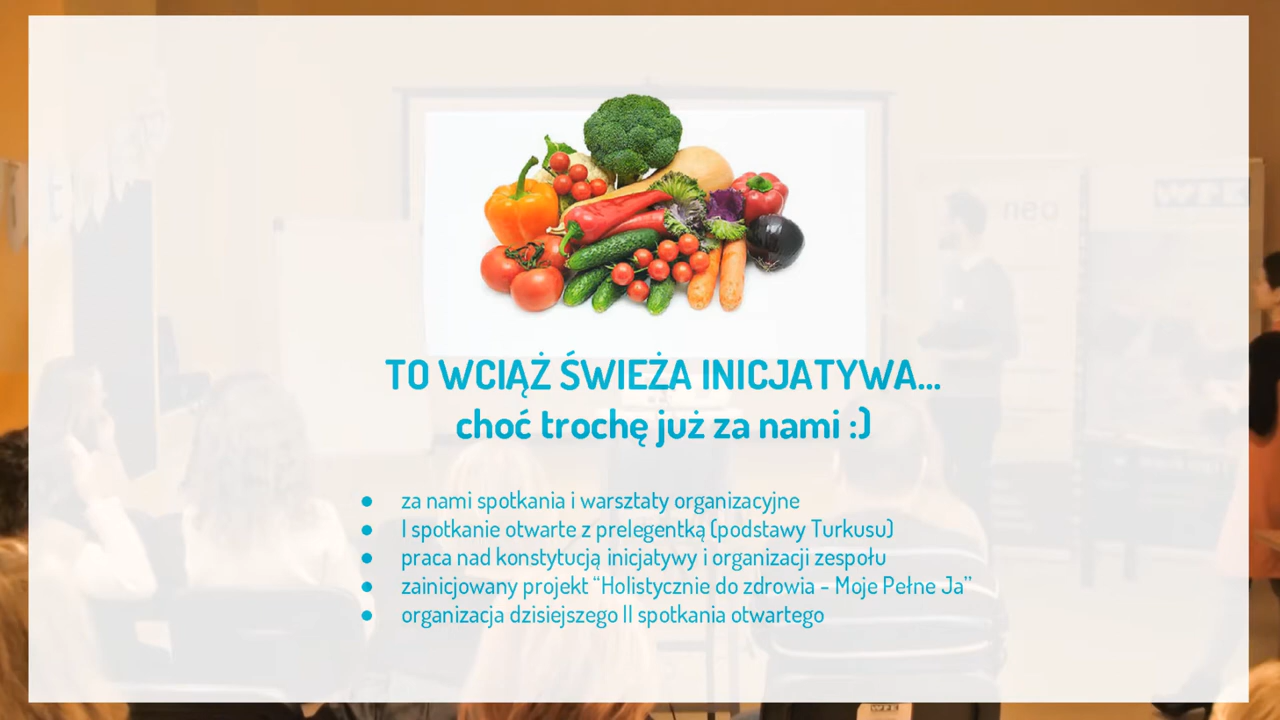 TO WCIĄŻ ŚWIEŻA INICJATYWA...
choć trochę już za nami :)
● za nami spotkania i warsztaty organizacyjne
● I spotkanie otwarte z prelegentką (podstawy Turkusu)
● praca nad konstytucją inicjatywy i organizacji zespołu
● zainicjowany projekt “Holistycznie do zdrowia - Moje Pełne Ja”
● organizacja dzisiejszego II spotkania otwartego